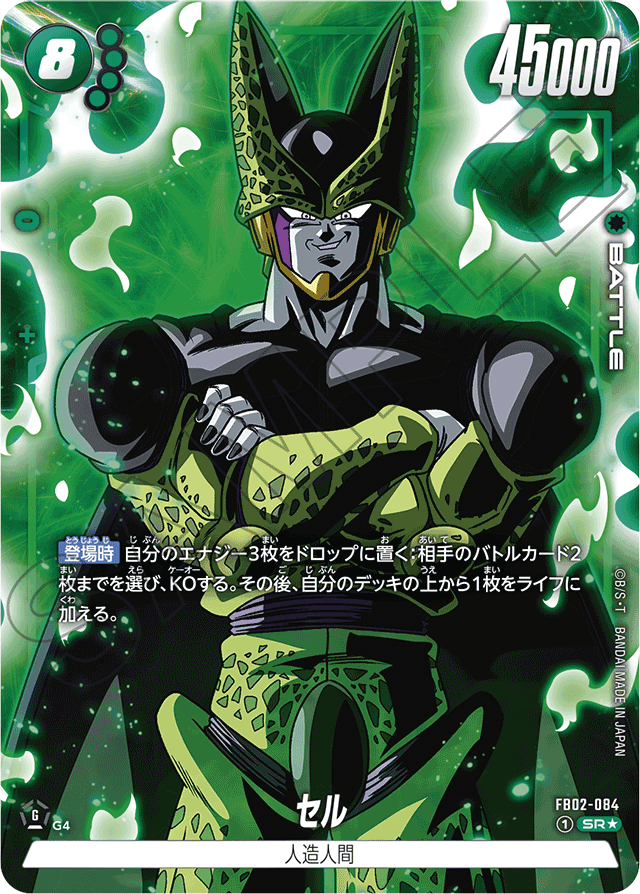 8
45000
BATTLE
登場時 自分のエナジー3枚をドロップに置く;相手のバトルカード2
枚までを選び、KOする。その後、自分のデッキの上から1枚をライフに
加える。
SAMPLE
©B/S・T BANDAI MADE IN JAPAN
G
G4
セル
FB02-084
1 SR★
人造人間